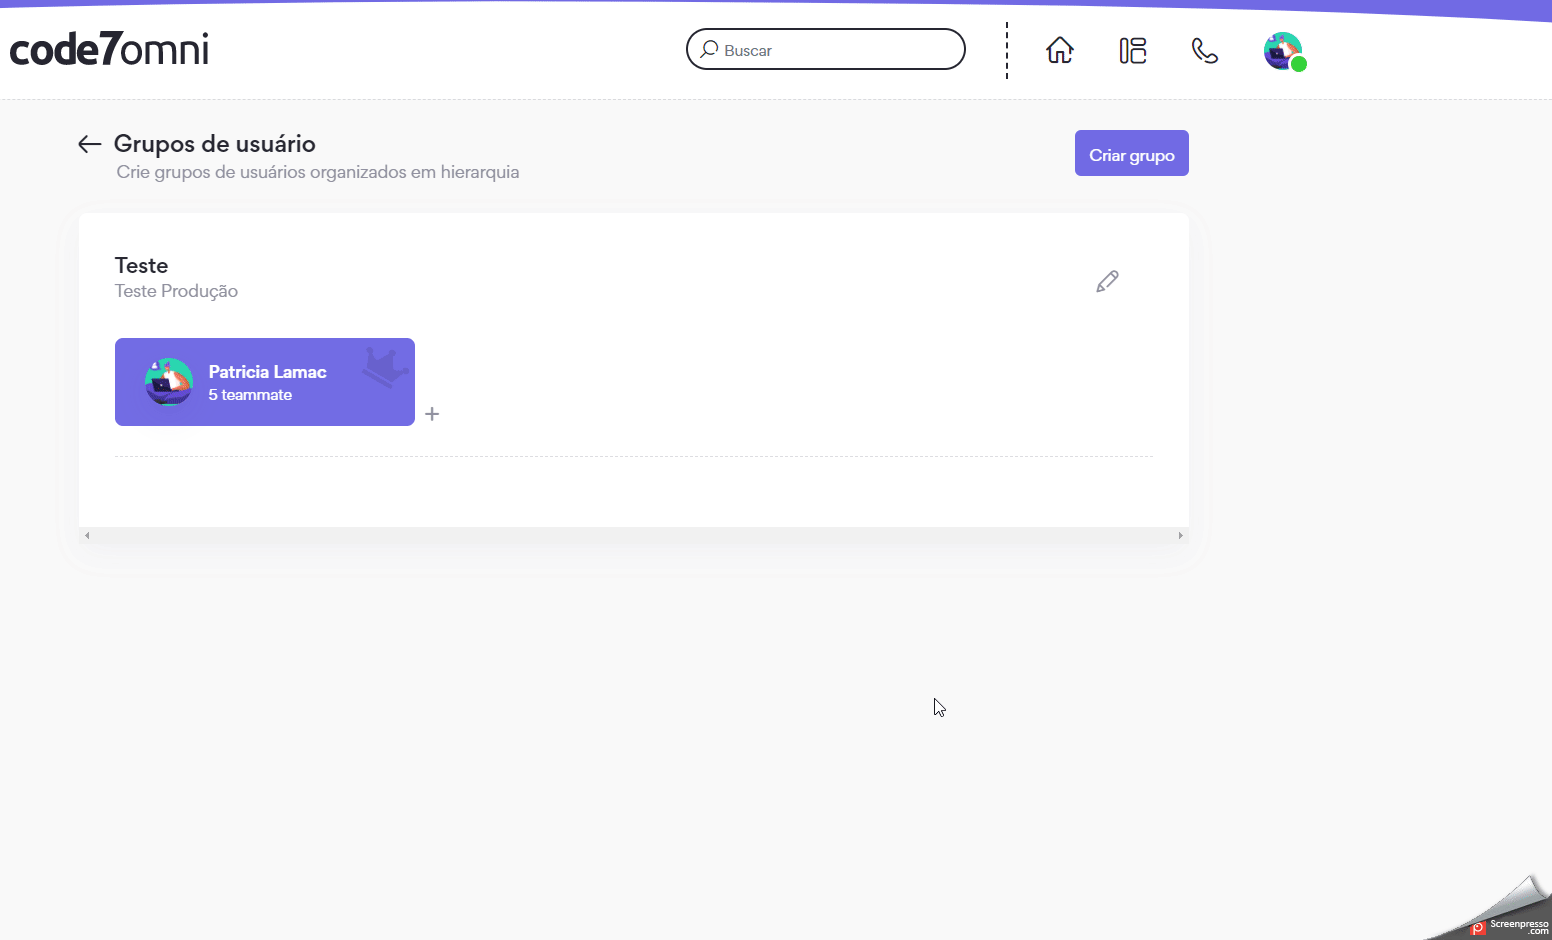 code7omni
Buscar
Grupos de usuário
Crie grupos de usuários organizados em hierarquia
Criar grupo
Teste
Teste Produção
Patricia Lamac
5 teammate
Screenpresso
.com